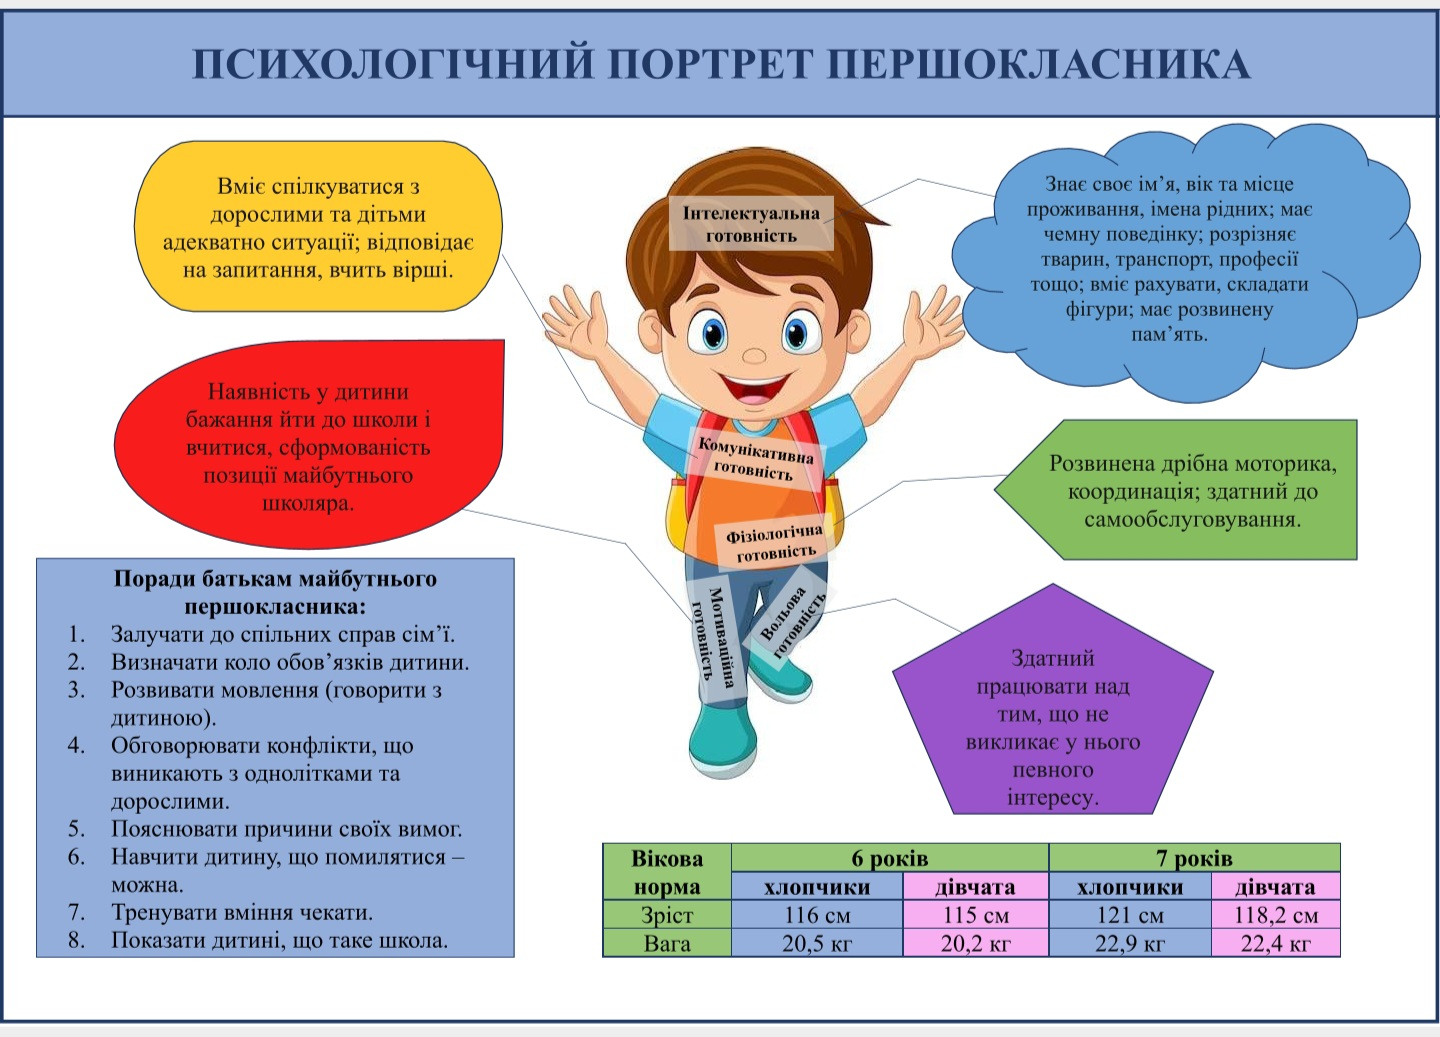 ПСИХОЛОГІЧНИЙ ПОРТРЕТ ПЕРШОКЛАСНИКА
Вміє спілкуватися з
дорослими та дітьми
адекватно ситуації; відповідає
на запитання, вчить вірші.
Інтелектуальна
готовність
Знає своє ім’я, вік та місце
проживання, імена рідних; має
чемну поведінку; розрізняє
тварин, транспорт, професії
тощо; вміє рахувати, складати
фігури; має розвинену
пам’ять.
Наявність у дитини
бажання йти до школи і
вчитися, сформованість
позиції майбутнього
школяра.
Комунікативна
готовність
Розвинена дрібна моторика,
координація; здатний до
самообслуговування.
Фізіологічна
готовність
Мотиваційна
готовність
Вольова
готовність
Здатний
працювати над
тим, що не
викликає у нього
певного
інтересу.
Поради батькам майбутнього
першокласника:
1. Залучати до спільних справ сім’ї.
2. Визначати коло обов’язків дитини.
3. Розвивати мовлення (говорити з
дитиною).
4. Обговорювати конфлікти, що
виникають з однолітками та
дорослими.
5. Пояснювати причини своїх вимог.
6. Навчити дитину, що помилятися –
можна.
7. Тренувати вміння чекати.
8. Показати дитині, що таке школа.
Вікова норма 6 років 7 років
хлопчики дівчата хлопчики дівчата
Зріст 116 см 115 см 121 см 118,2 см
Вага 20,5 кг 20,2 кг 22,9 кг 22,4 кг